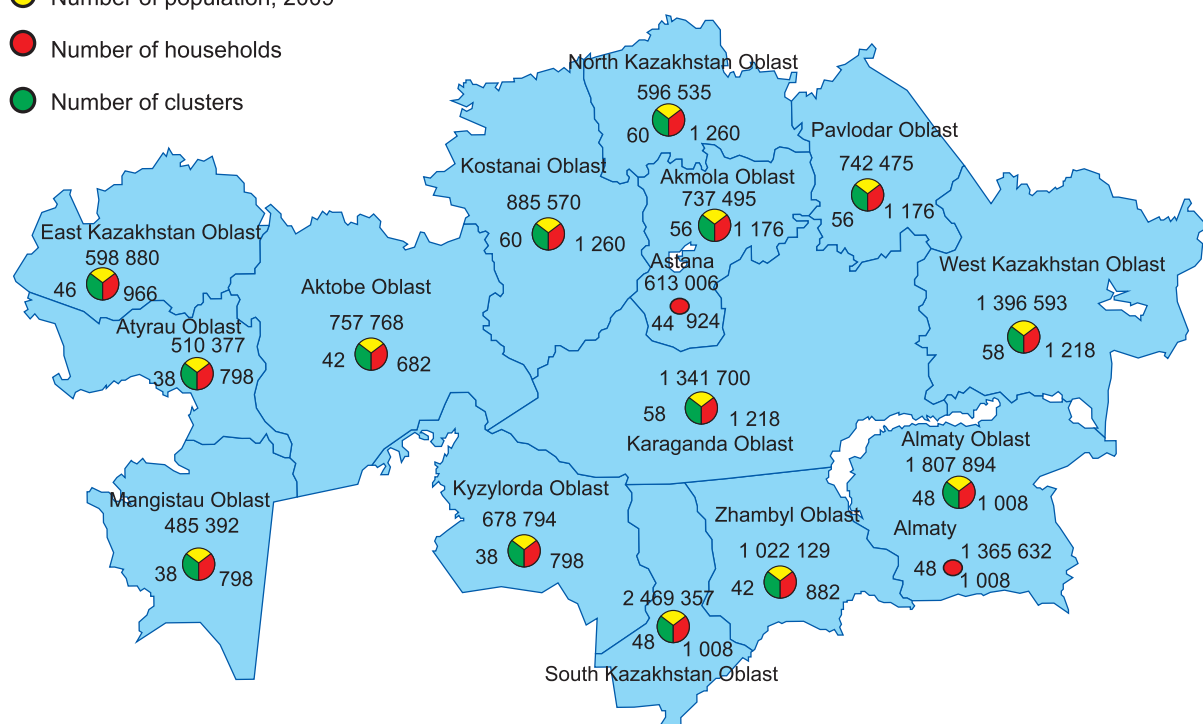 Number of population, 2009
Number of households
Number of clusters
North Kazakhstan Oblast
596 535
60 1 260
Pavlodar Oblast
742 475
56 1 176
Kostanai Oblast
885 570
60 1 260
Akmola Oblast
737 495
56 1 176
Astana
613 006
44 924
East Kazakhstan Oblast
598 880
46 966
Atyrau Oblast
510 377
38 798
Aktobe Oblast
757 768
42 682
West Kazakhstan Oblast
1 396 593
58 1 218
1 341 700
58 1 218
Karaganda Oblast
Almaty Oblast
1 807 894
48 1 008
Almaty
1 365 632
48 1 008
Mangistau Oblast
485 392
38 798
Kyzylorda Oblast
678 794
38 798
Zhambyl Oblast
1 022 129
42 882
2 469 357
48 1 008
South Kazakhstan Oblast